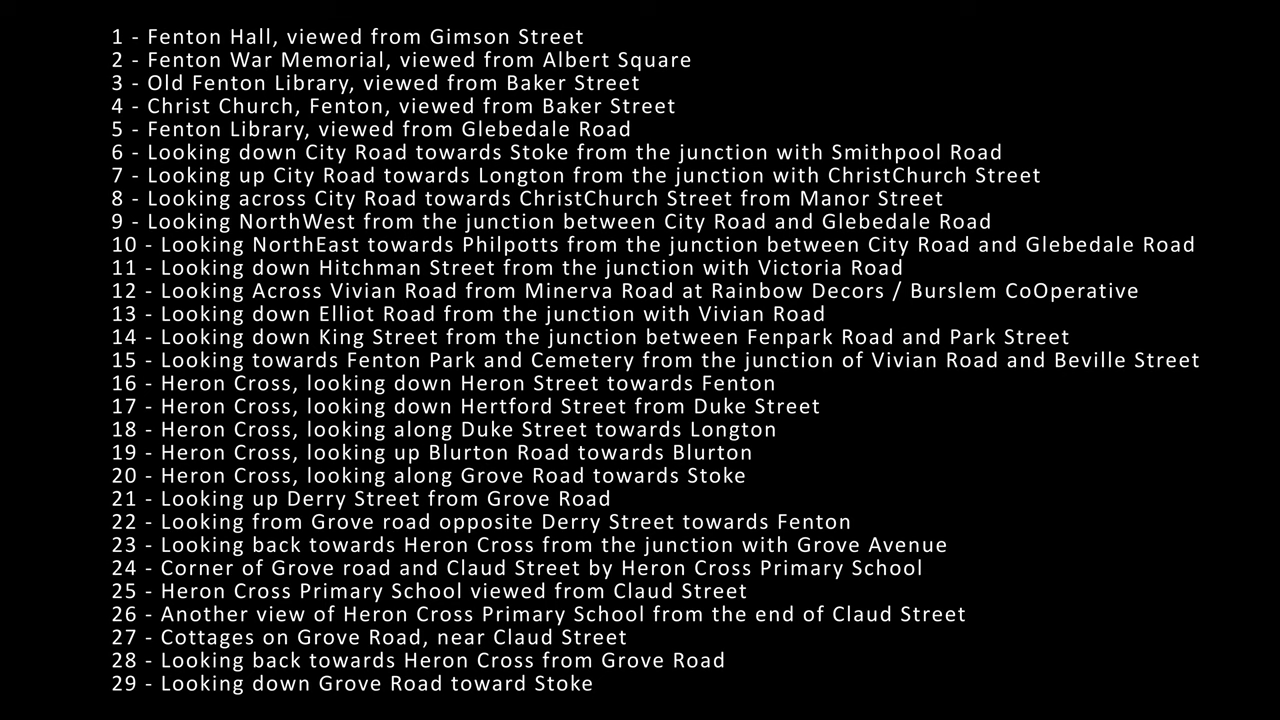 1 - Fenton Hall, viewed from Gimson Street
2 - Fenton War Memorial, viewed from Albert Square
3 - Old Fenton Library, viewed from Baker Street
4 - Christ Church, Fenton, viewed from Baker Street
5 - Fenton Library, viewed from Glebedale Road
6 - Looking down City Road towards Stoke from the junction with Smithpool Road
7 - Looking up City Road towards Longton from the junction with ChristChurch Street
8 - Looking across City Road towards ChristChurch Street from Manor Street
9 - Looking NorthWest from the junction between City Road and Glebedale Road
10 - Looking NorthEast towards Philpotts from the junction between City Road and Glebedale Road
11 - Looking down Hitchman Street from the junction with Victoria Road
12 - Looking Across Vivian Road from Minerva Road at Rainbow Decors / Burslem CoOperative
13 - Looking down Elliot Road from the junction with Vivian Road
14 - Looking down King Street from the junction between Fenpark Road and Park Street
15 - Looking towards Fenton Park and Cemetery from the junction of Vivian Road and Beville Street
16 - Heron Cross, looking down Heron Street towards Fenton
17 - Heron Cross, looking down Hertford Street from Duke Street
18 - Heron Cross, looking along Duke Street towards Longton
19 - Heron Cross, looking up Blurton Road towards Blurton
20 - Heron Cross, looking along Grove Road towards Stoke
21 - Looking up Derry Street from Grove Road
22 - Looking from Grove road opposite Derry Street towards Fenton
23 - Looking back towards Heron Cross from the junction with Grove Avenue
24 - Corner of Grove road and Claud Street by Heron Cross Primary School
25 - Heron Cross Primary School viewed from Claud Street
26 - Another view of Heron Cross Primary School from the end of Claud Street
27 - Cottages on Grove Road, near Claud Street
28 - Looking back towards Heron Cross from Grove Road
29 - Looking down Grove Road toward Stoke